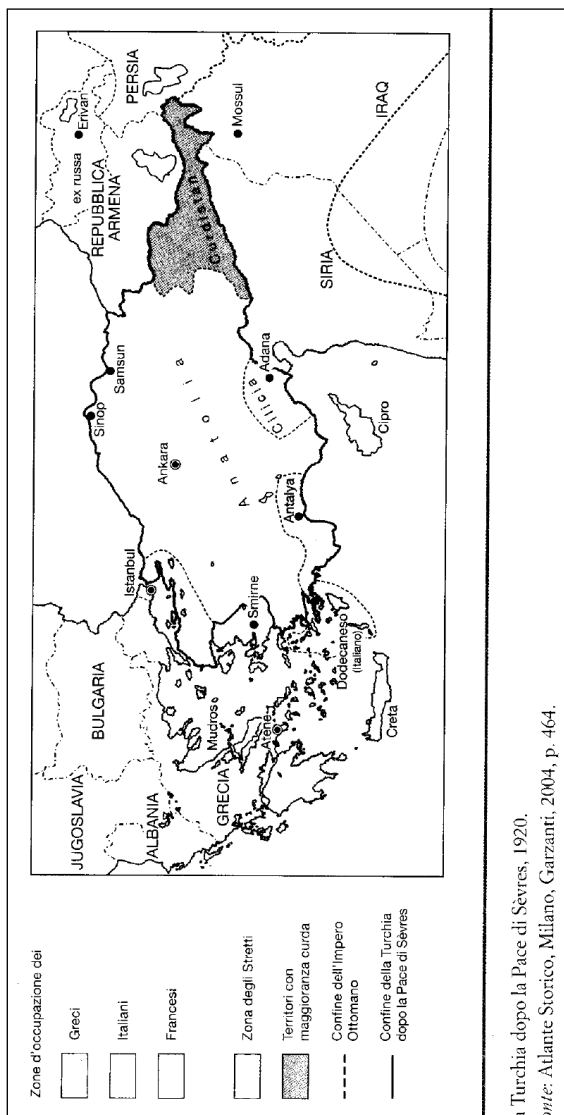 JUGOSLAVIA
BULGARIA
ALBANIA
GRECIA
Mudros
Atene
Creta
Dodecaneso
(Italiano)
Smirne
Istanbul
Antalya
Ankara
Anatolia
Sinop
Samsun
Cilicia
Adana
Cipro
REPUBBLICA
ARMENA
ex russa
Erivan
PERSIA
Curdistan
Mossul
SIRIA
IRAQ
Zone d'occupazione dei
Greci
Italiani
Francesi
Zona degli Stretti
Territori con
maggioranza curda
Confine dell'Impero
Ottomano
Confine della Turchia
dopo la Pace di Sèvres
a Turchia dopo la Pace di Sèvres, 1920.
onte: Atlante Storico, Milano, Garzanti, 2004, p. 464.